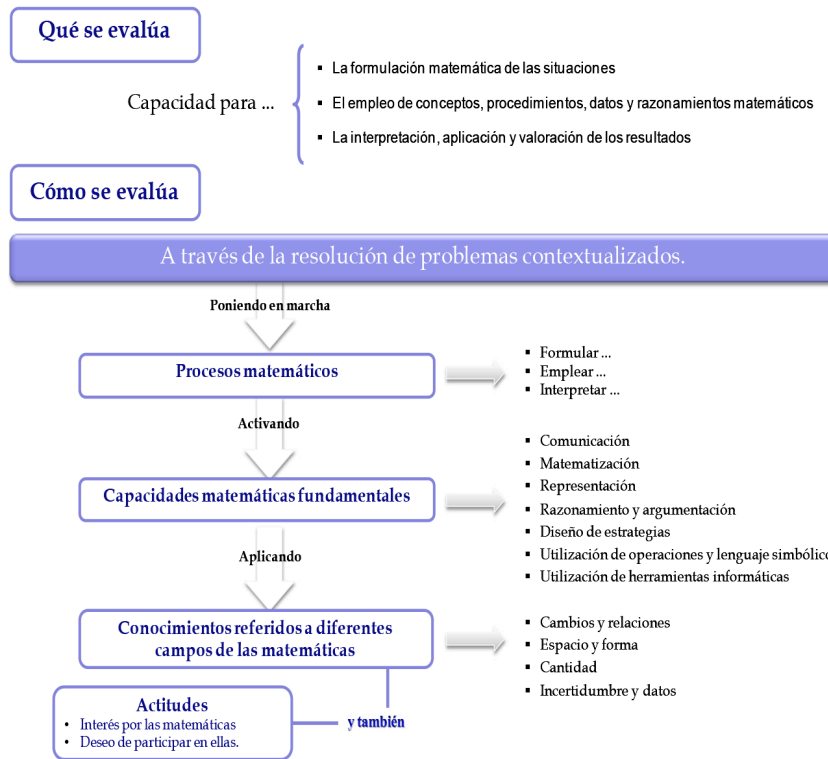 Qué se evalúa
Capacidad para ...
▪ La formulación matemática de las situaciones
▪ El empleo de conceptos, procedimientos, datos y razonamientos matemáticos
▪ La interpretación, aplicación y valoración de los resultados
Cómo se evalúa
A través de la resolución de problemas contextualizados.
Poniendo en marcha
Procesos matemáticos
▪ Formular ...
▪ Emplear ...
▪ Interpretar ...
Activando
Capacidades matemáticas fundamentales
▪ Comunicación
▪ Matematización
▪ Representación
▪ Razonamiento y argumentación
▪ Diseño de estrategias
▪ Utilización de operaciones y lenguaje simbólico
▪ Utilización de herramientas informáticas
Aplicando
Conocimientos referidos a diferentes
campos de las matemáticas
▪ Cambios y relaciones
▪ Espacio y forma
▪ Cantidad
▪ Incertidumbre y datos
y también
Actitudes
• Interés por las matemáticas
• Deseo de participar en ellas.